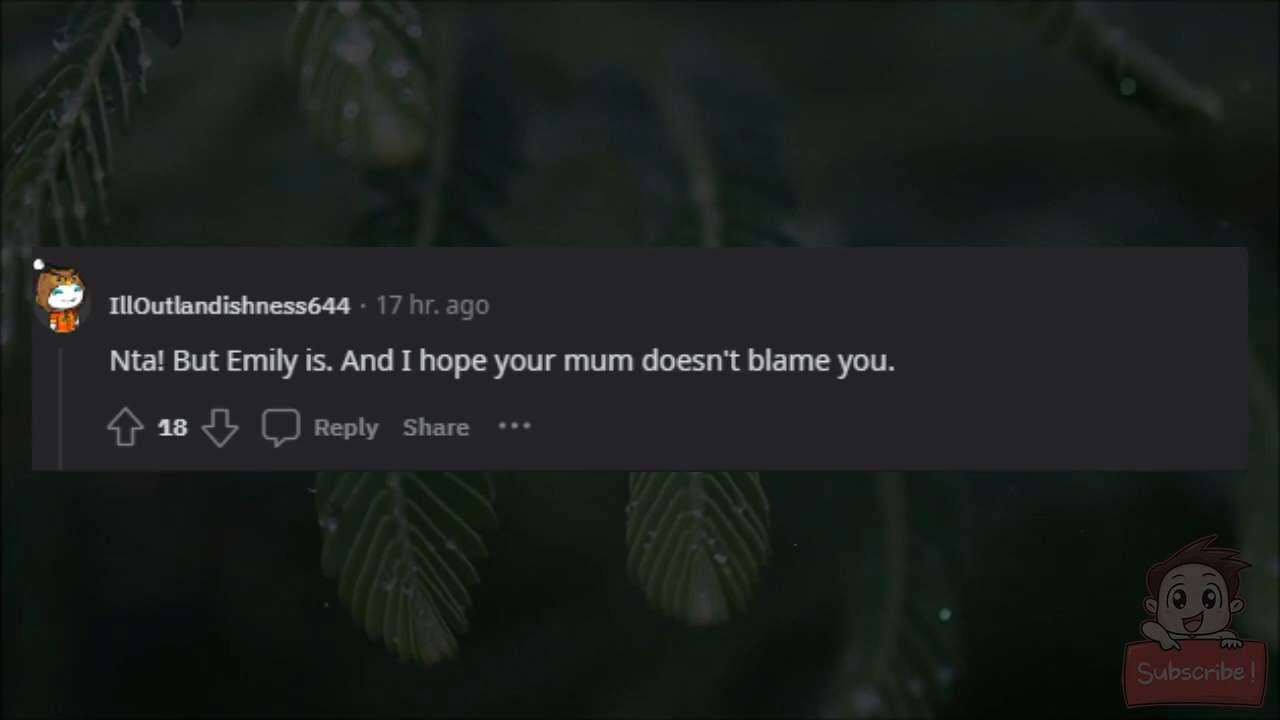 IllOutlandishness644 · 17 hr. ago
Nta! But Emily is. And I hope your mum doesn't blame you.
18 Reply Share ···
Subscribe!